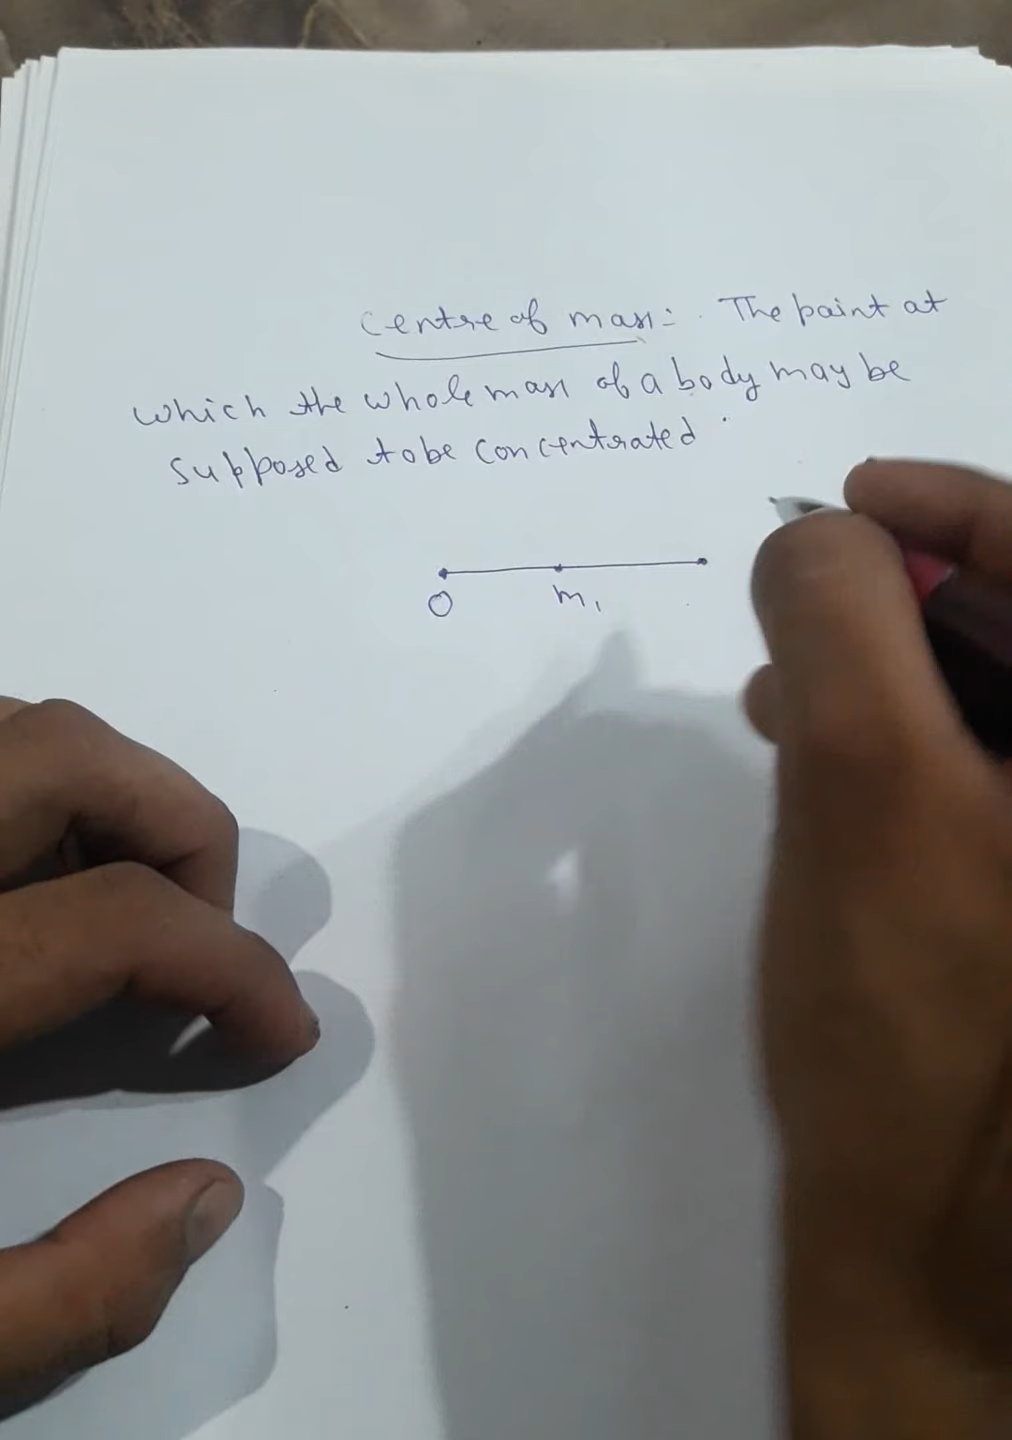 Centre of mass:- The point at
which the whole mass of a body may be
supposed to be concentrated.
O m₁